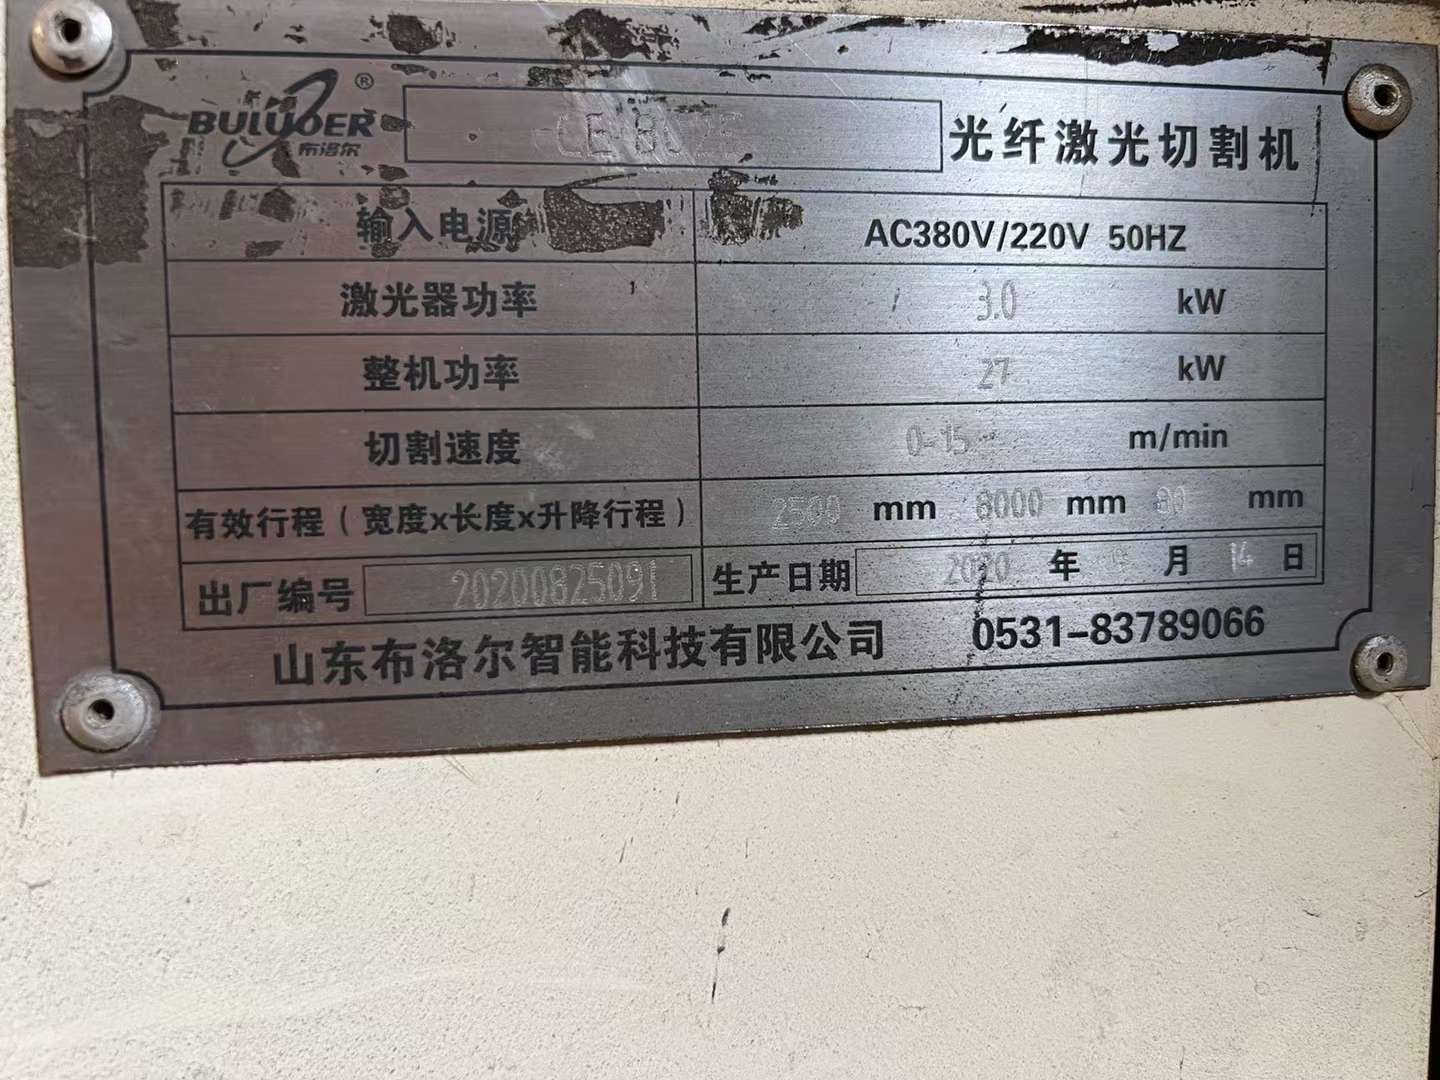 BULUOER ®
布洛尔
CE 8025 光纤激光切割机
输入电源 AC380V/220V 50HZ
激光器功率 3.0 kW
整机功率 27 kW
切割速度 0-15 m/min
有效行程（宽度x长度x升降行程） 2500 mm 8000 mm 80 mm
出厂编号 20200825091 生产日期 2020 年 月 14 日
山东布洛尔智能科技有限公司 0531-83789066